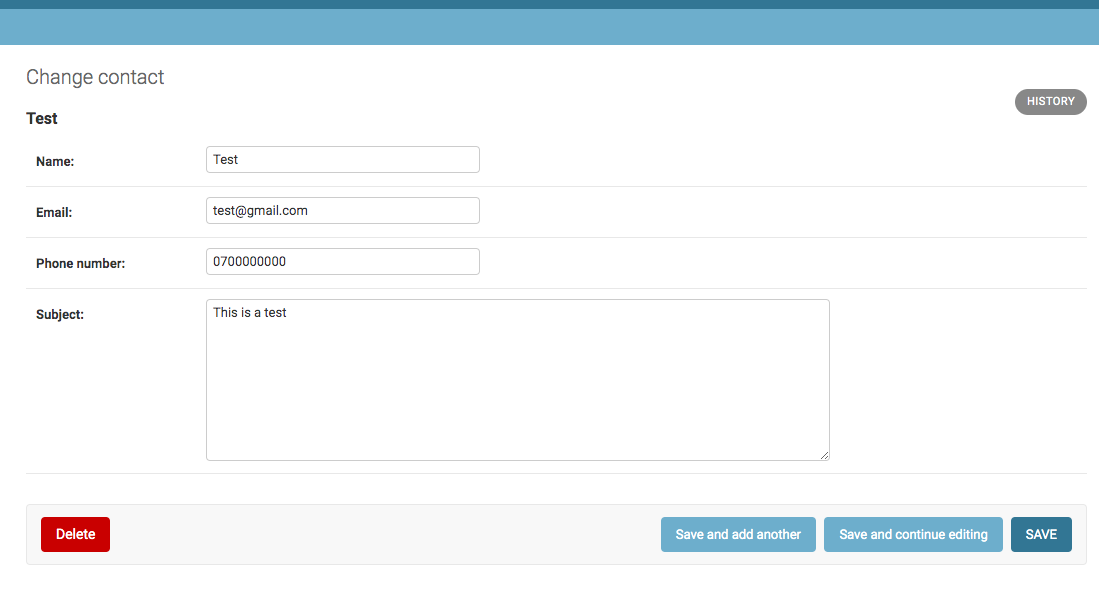 Change contact
HISTORY
Test
Name: Test
Email: test@gmail.com
Phone number: 0700000000
Subject: This is a test
Delete Save and add another Save and continue editing SAVE